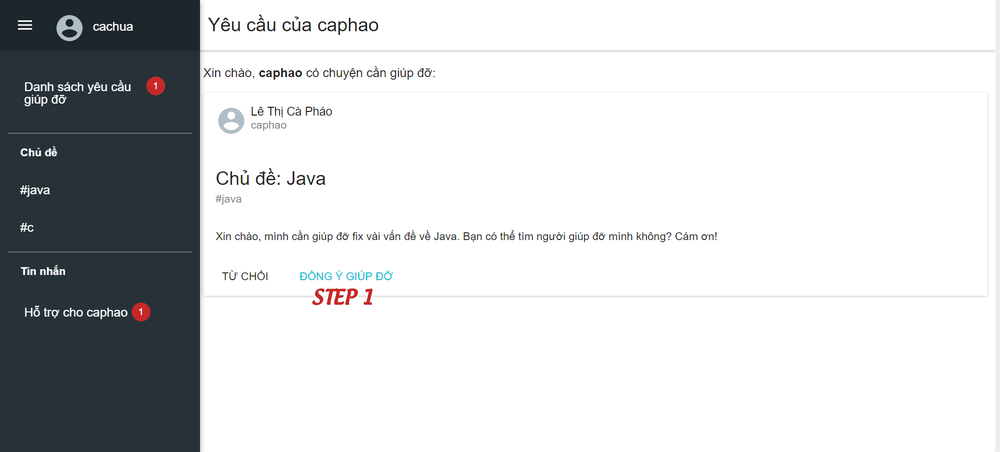 cachua
Danh sách yêu cầu
giúp đỡ
1
Chủ đề
#java
#c
Tin nhắn
Hỗ trợ cho caphao
1
Yêu cầu của caphao
Xin chào, caphao có chuyện cần giúp đỡ:
Lê Thị Cà Pháo
caphao
Chủ đề: Java
#java
Xin chào, mình cần giúp đỡ fix vài vấn đề về Java. Bạn có thể tìm người giúp đỡ mình không? Cám ơn!
TỪ CHỐI
ĐỒNG Ý GIÚP ĐỠ
STEP 1